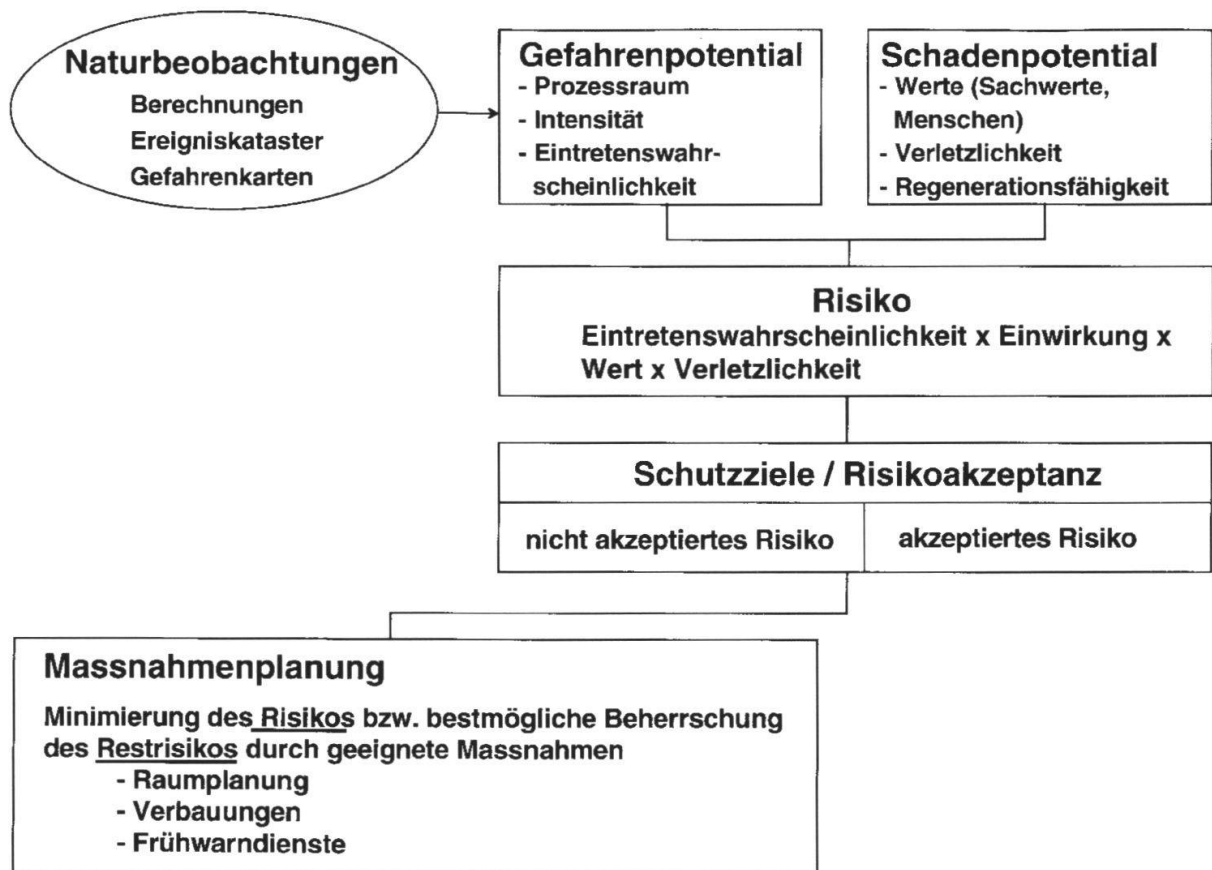 Naturbeobachtungen
Berechnungen
Ereigniskataster
Gefahrenkarten
Gefahrenpotential
- Prozessraum
- Intensität
- Eintretenswahr-
scheinlichkeit
Schadenpotential
- Werte (Sachwerte,
Menschen)
- Verletzlichkeit
- Regenerationsfähigkeit
Risiko
Eintretenswahrscheinlichkeit x Einwirkung x
Wert x Verletzlichkeit
Schutzziele / Risikoakzeptanz
nicht akzeptiertes Risiko
akzeptiertes Risiko
Massnahmenplanung
Minimierung des Risikos bzw. bestmögliche Beherrschung
des Restrisikos durch geeignete Massnahmen
- Raumplanung
- Verbauungen
- Frühwarndienste